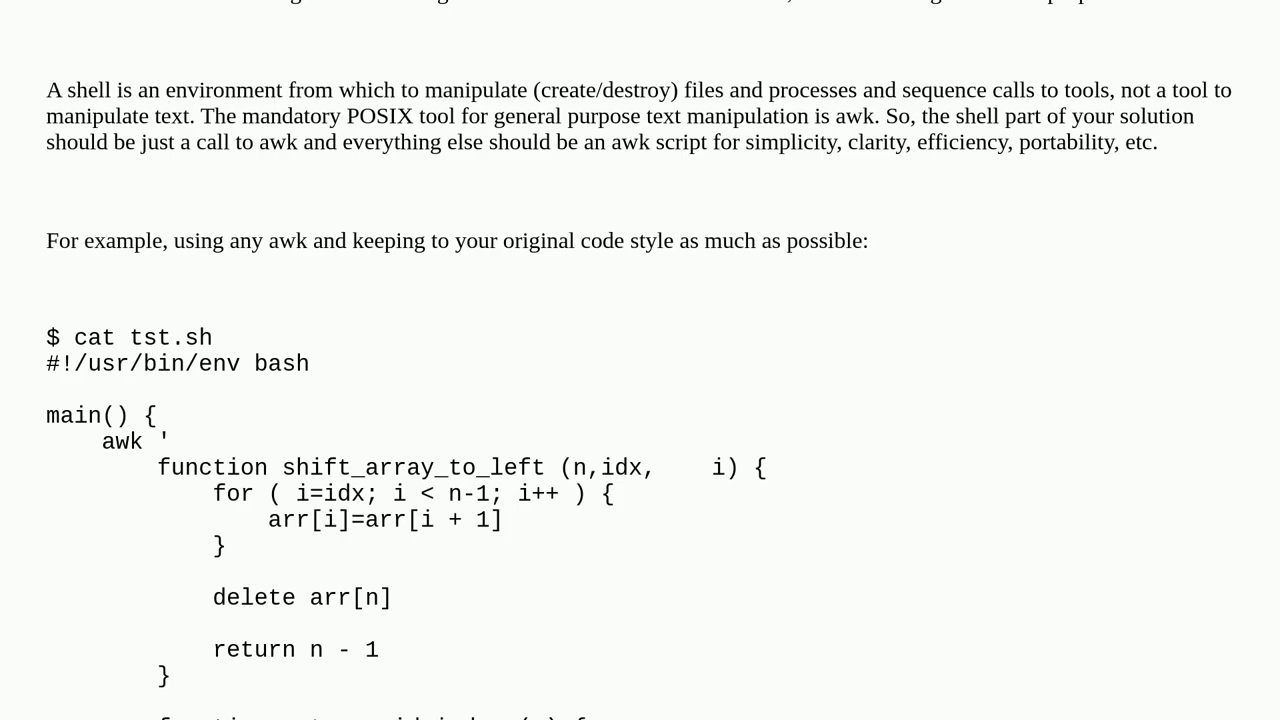 A shell is an environment from which to manipulate (create/destroy) files and processes and sequence calls to tools, not a tool to
manipulate text. The mandatory POSIX tool for general purpose text manipulation is awk. So, the shell part of your solution
should be just a call to awk and everything else should be an awk script for simplicity, clarity, efficiency, portability, etc.
For example, using any awk and keeping to your original code style as much as possible:
$ cat tst.sh
#!/usr/bin/env bash
main() {
    awk '
        function shift_array_to_left (n,idx,    i) {
            for ( i=idx; i < n-1; i++ ) {
                arr[i]=arr[i + 1]
            }
            delete arr[n]
            return n - 1
        }